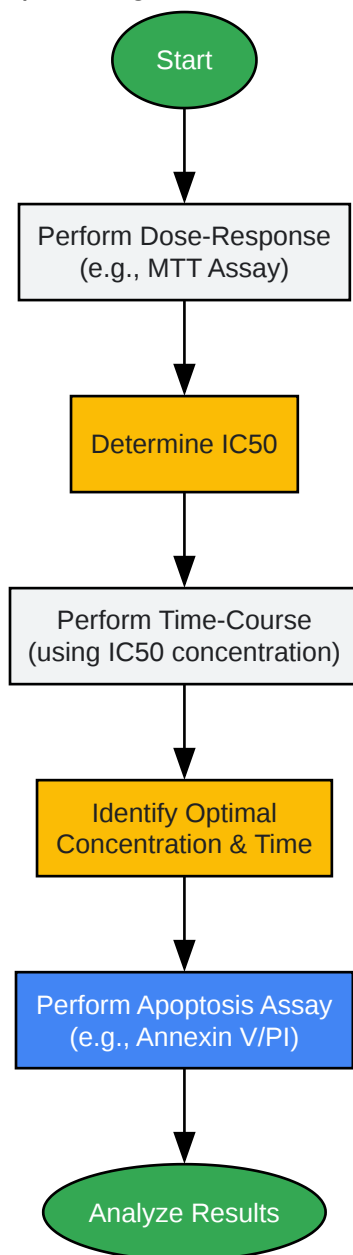 Start
Perform Dose-Response
(e.g., MTT Assay)
Determine IC50
Perform Time-Course
(using IC50 concentration)
Identify Optimal
Concentration & Time
Perform Apoptosis Assay
(e.g., Annexin V/PI)
Analyze Results